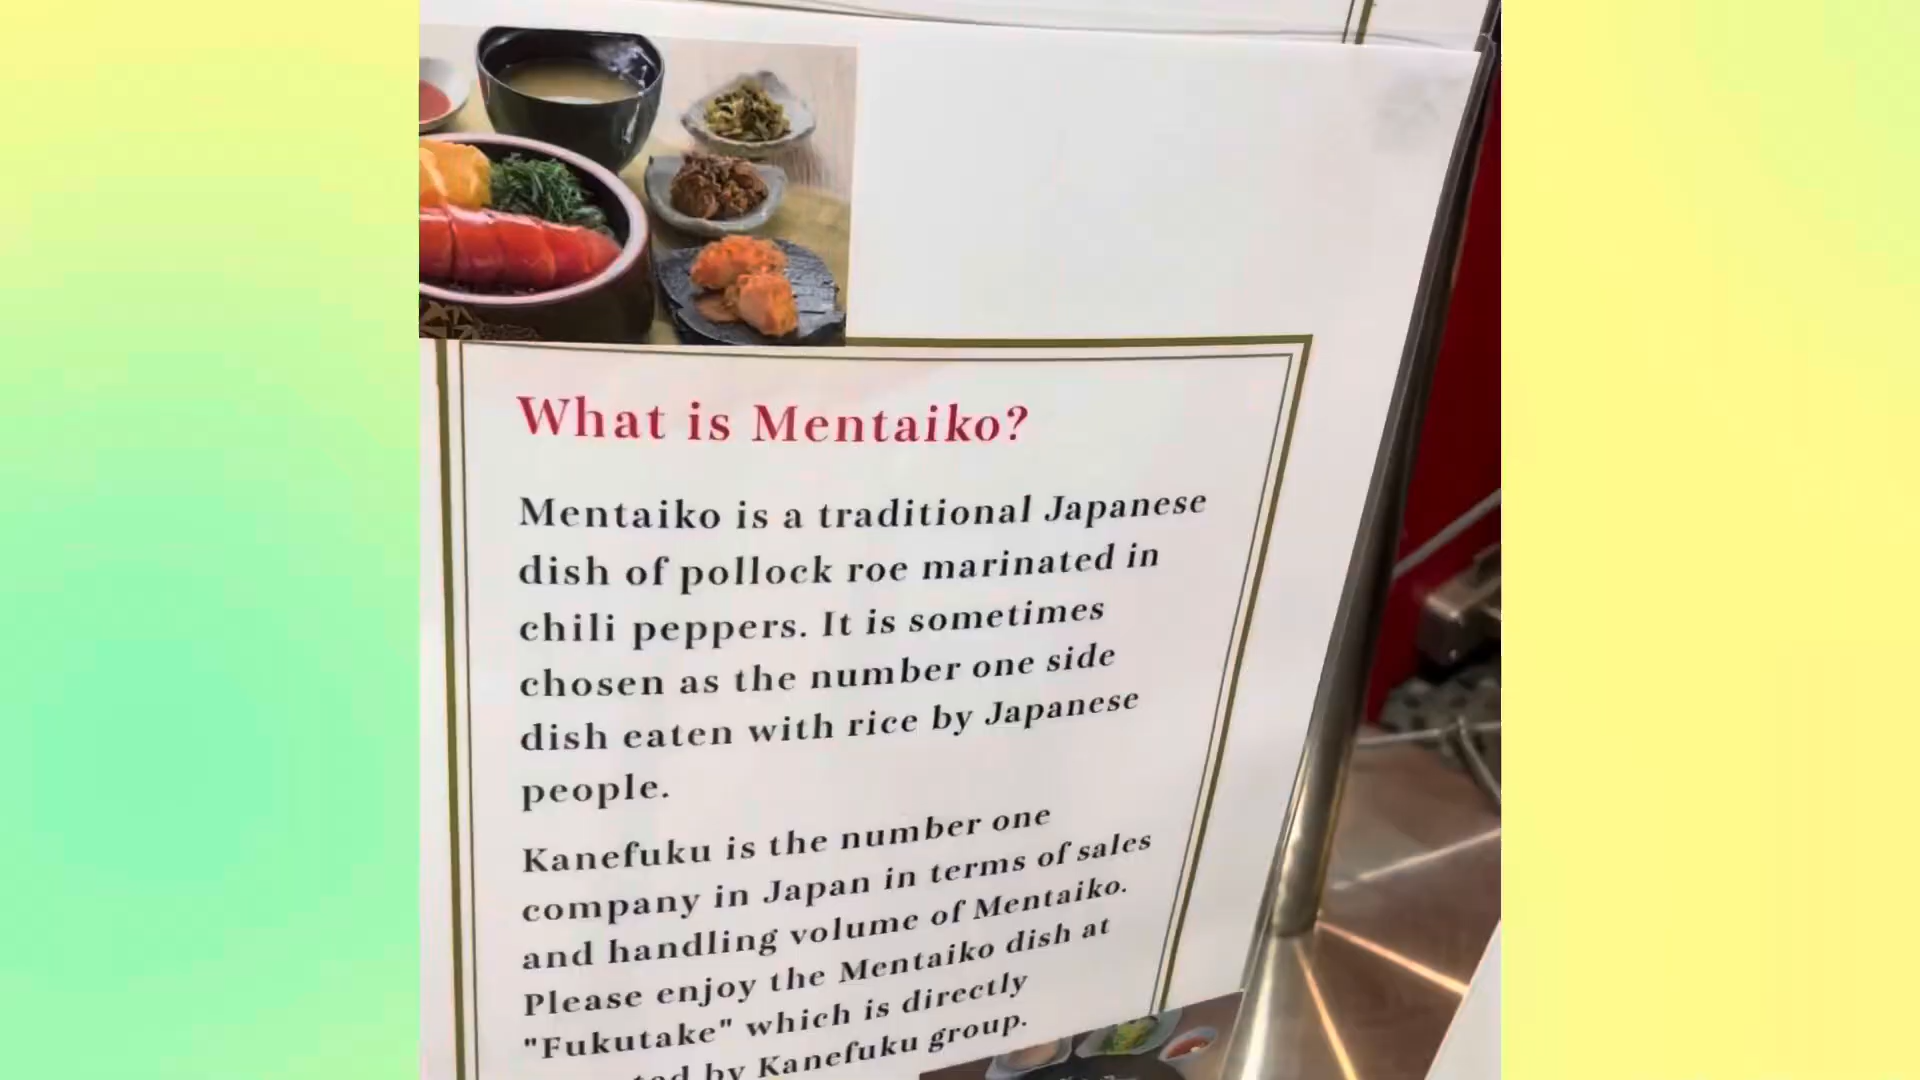 What is Mentaiko?
Mentaiko is a traditional Japanese
dish of pollock roe marinated in
chili peppers. It is sometimes
chosen as the number one side
dish eaten with rice by Japanese
people.
Kanefuku is the number one
company in Japan in terms of sales
and handling volume of Mentaiko.
Please enjoy the Mentaiko dish at
"Fukutake" which is directly
by Kanefuku group.